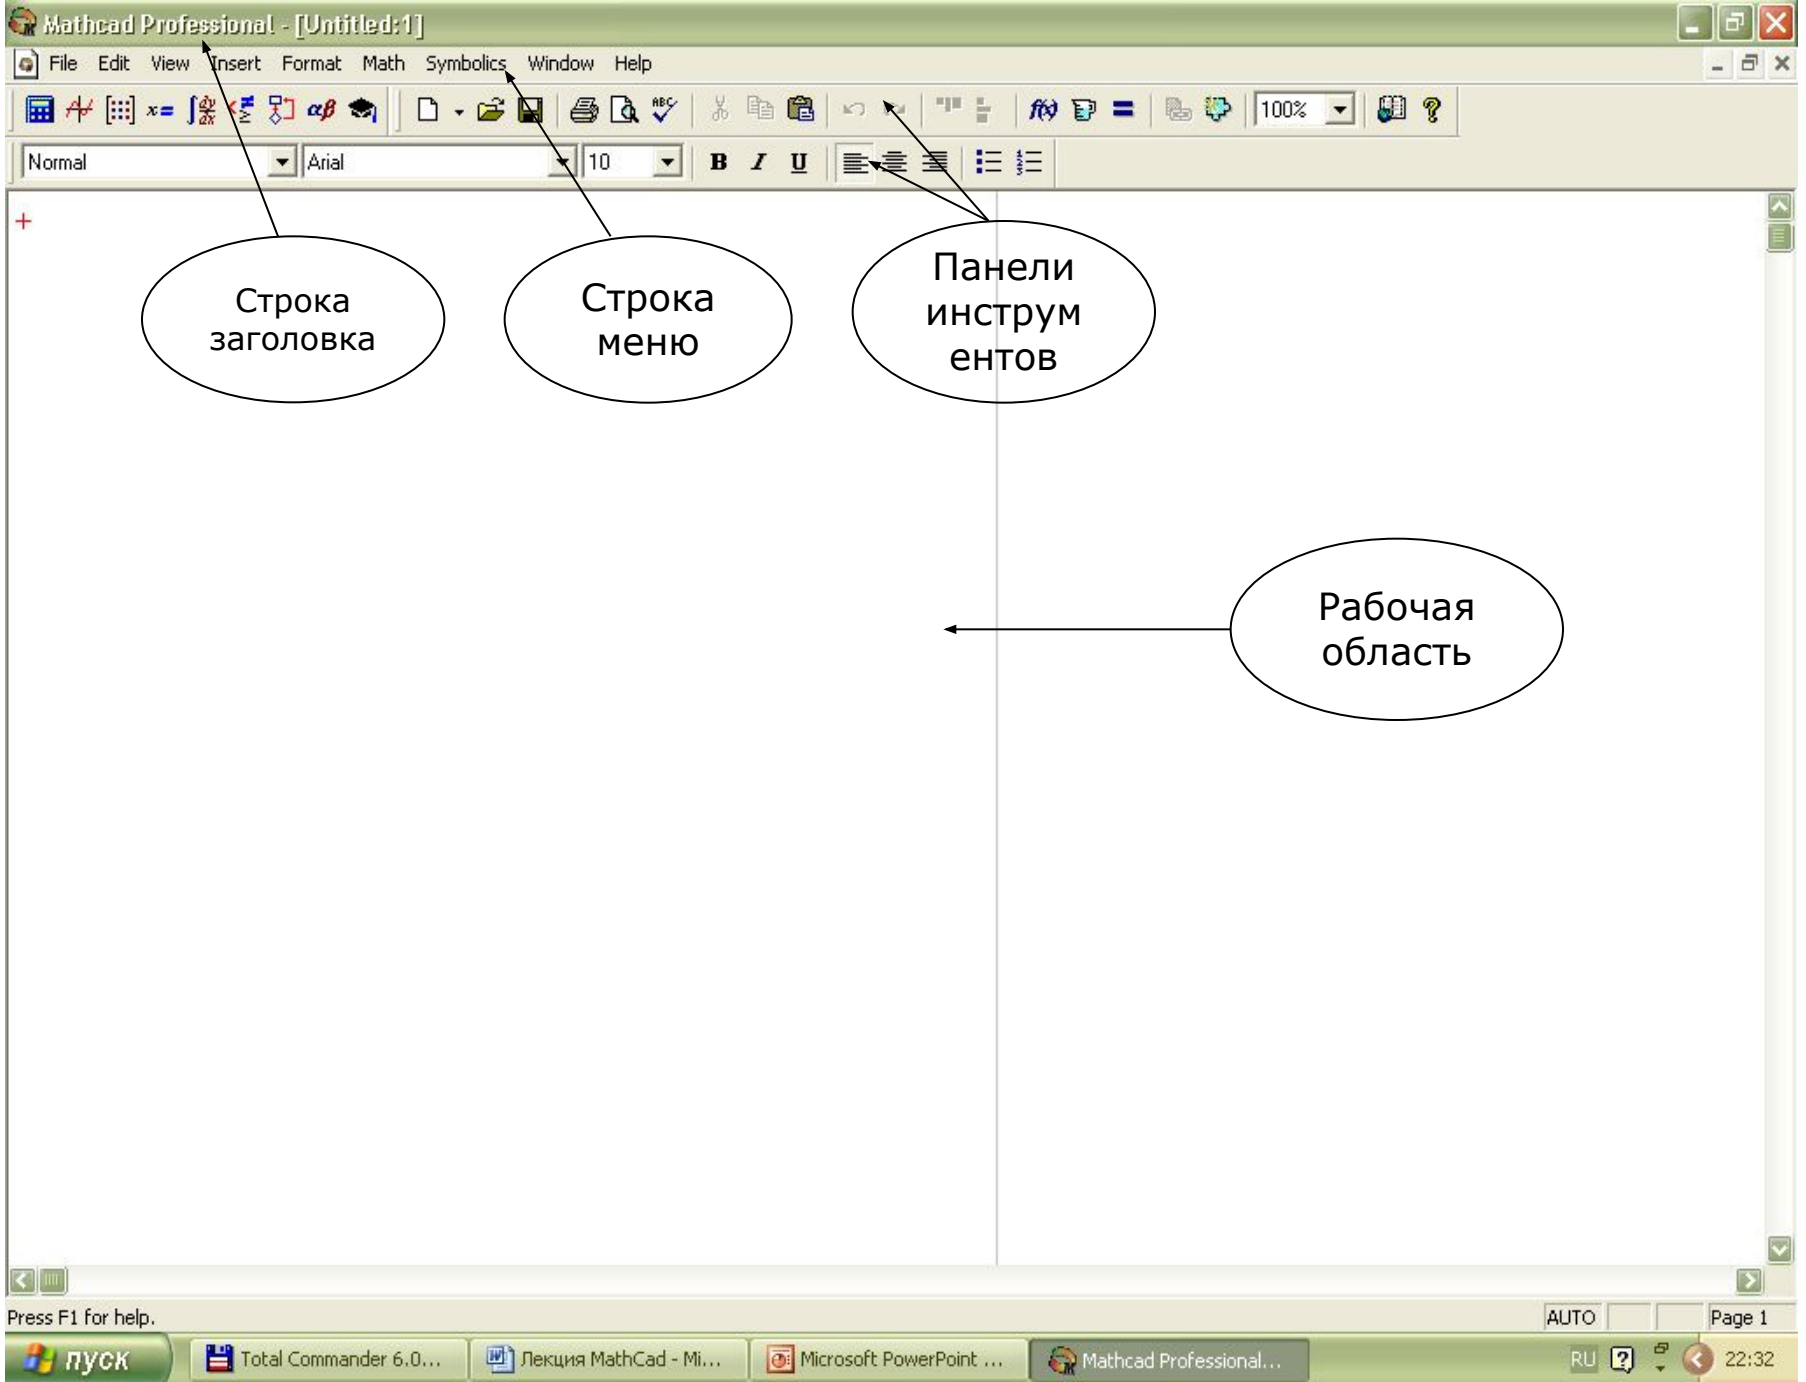 Mathcad Professional - [Untitled:1]
File Edit View Insert Format Math Symbolics Window Help
x= αβ ABC f(x) 100% ?
Normal Arial 10 B I U
Строка
заголовка
Строка
меню
Панели
инструм
ентов
Рабочая
область
Press F1 for help. AUTO Page 1
пуск Total Commander 6.0... Лекция MathCad - Mi... Microsoft PowerPoint ... Mathcad Professional... RU 22:32